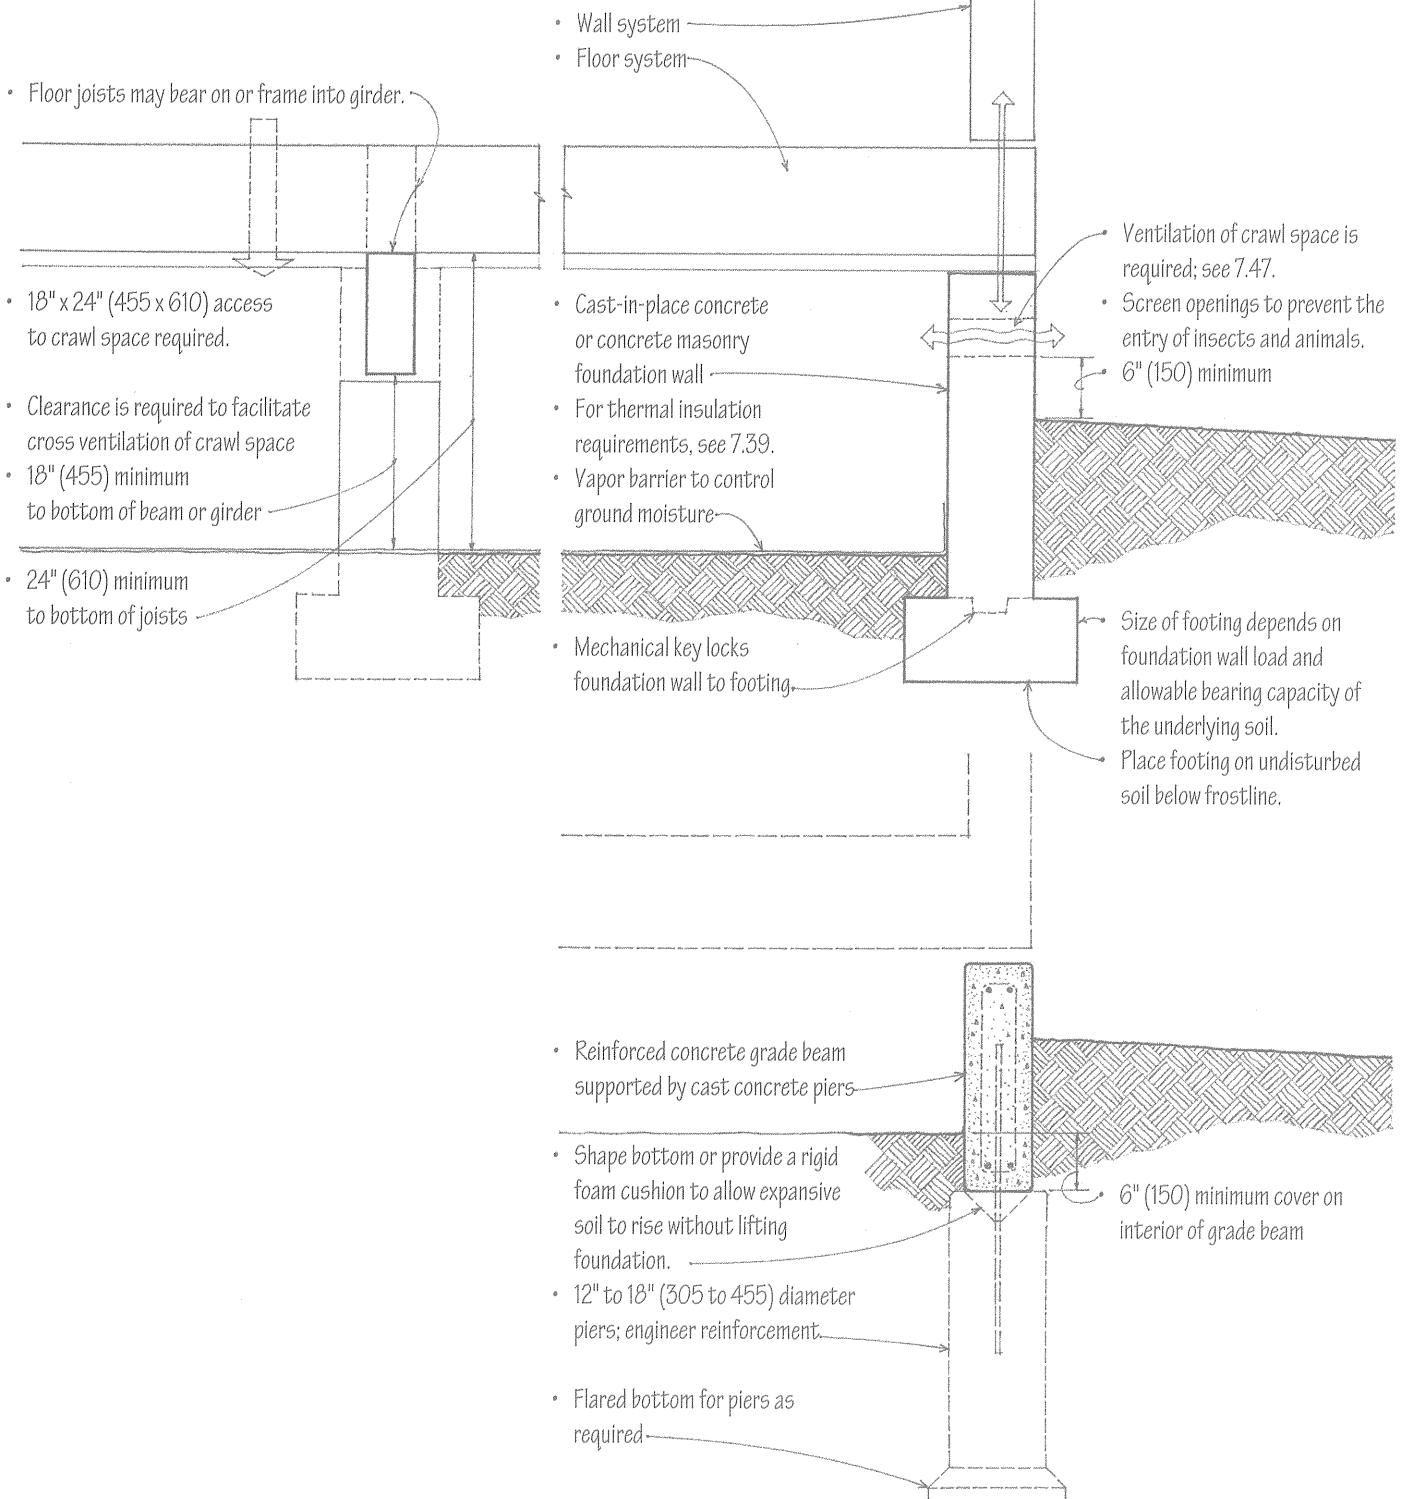 Wall system
Floor system
Floor joists may bear on or frame into girder.
18" x 24" (455 x 610) access
to crawl space required.
Clearance is required to facilitate
cross ventilation of crawl space
18" (455) minimum
to bottom of beam or girder
24" (610) minimum
to bottom of joists
Cast-in-place concrete
or concrete masonry
foundation wall
For thermal insulation
requirements, see 7.39.
Vapor barrier to control
ground moisture
Mechanical key locks
foundation wall to footing.
Ventilation of crawl space is
required; see 7.47.
Screen openings to prevent the
entry of insects and animals.
6" (150) minimum
Size of footing depends on
foundation wall load and
allowable bearing capacity of
the underlying soil.
Place footing on undisturbed
soil below frostline.
Reinforced concrete grade beam
supported by cast concrete piers
Shape bottom or provide a rigid
foam cushion to allow expansive
soil to rise without lifting
foundation.
12" to 18" (305 to 455) diameter
piers; engineer reinforcement.
Flared bottom for piers as
required
6" (150) minimum cover on
interior of grade beam